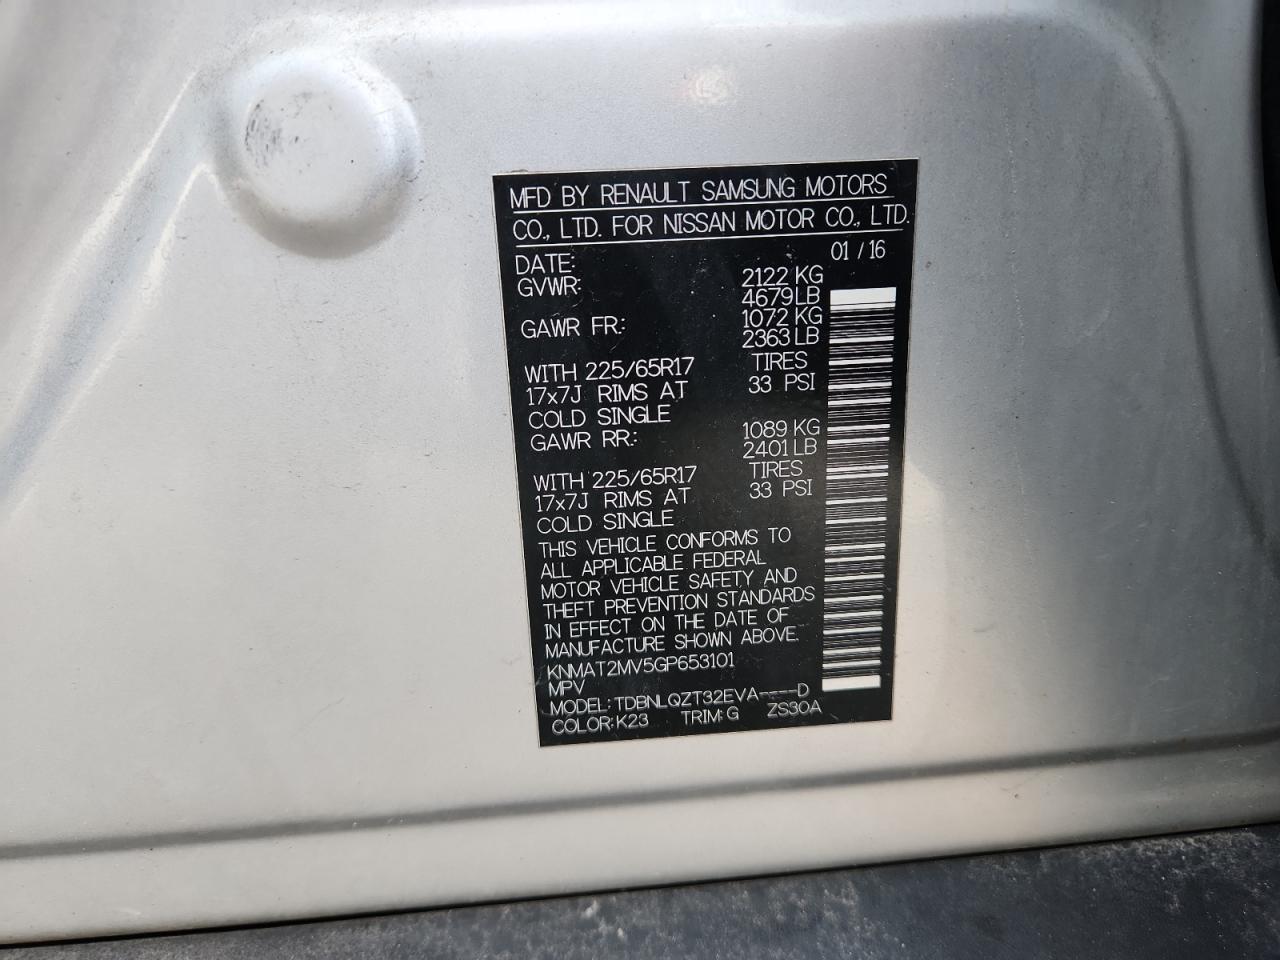 MFD BY RENAULT SAMSUNG MOTORS
CO., LTD. FOR NISSAN MOTOR CO., LTD.
DATE: 01 / 16
GVWR: 2122 KG
4679 LB
GAWR FR.: 1072 KG
2363 LB
WITH 225/65R17 TIRES
17x7J RIMS AT 33 PSI
COLD SINGLE
GAWR RR.: 1089 KG
2401 LB
WITH 225/65R17 TIRES
17x7J RIMS AT 33 PSI
COLD SINGLE
THIS VEHICLE CONFORMS TO
ALL APPLICABLE FEDERAL
MOTOR VEHICLE SAFETY AND
THEFT PREVENTION STANDARDS
IN EFFECT ON THE DATE OF
MANUFACTURE SHOWN ABOVE.
KNMAT2MV5GP653101
MPV
MODEL: TDBNLQZT32EVA----D
COLOR: K23 TRIM: G ZS30A